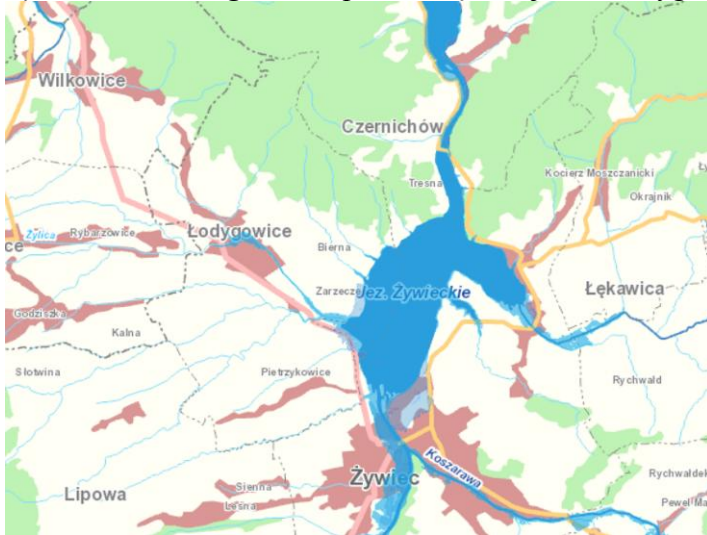 Wilkowice
Czernichów
Tresna
Kocierz Moszczanicki
Okrajnik
Żylica
Rybarzowice
Łodygowice
Bierna
Zarzecze
Jez. Żywieckie
Łękawica
Godziszka
Kalna
Słotwina
Pietrzykowice
Rychwald
Koszarawa
Żywiec
Sienna
Leśna
Lipowa
Rychwałdek